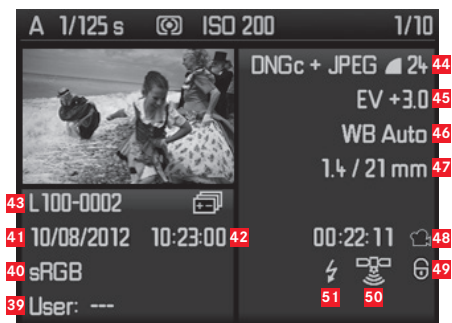 A 1/125 s ISO 200 1/10
DNGc + JPEG 24 44
EV +3.0 45
WB Auto 46
1.4 / 21 mm 47
43 L100-0002
41 10/08/2012 10:23:00 42
00:22:11 48
40 sRGB
49
51 50
39 User: ---